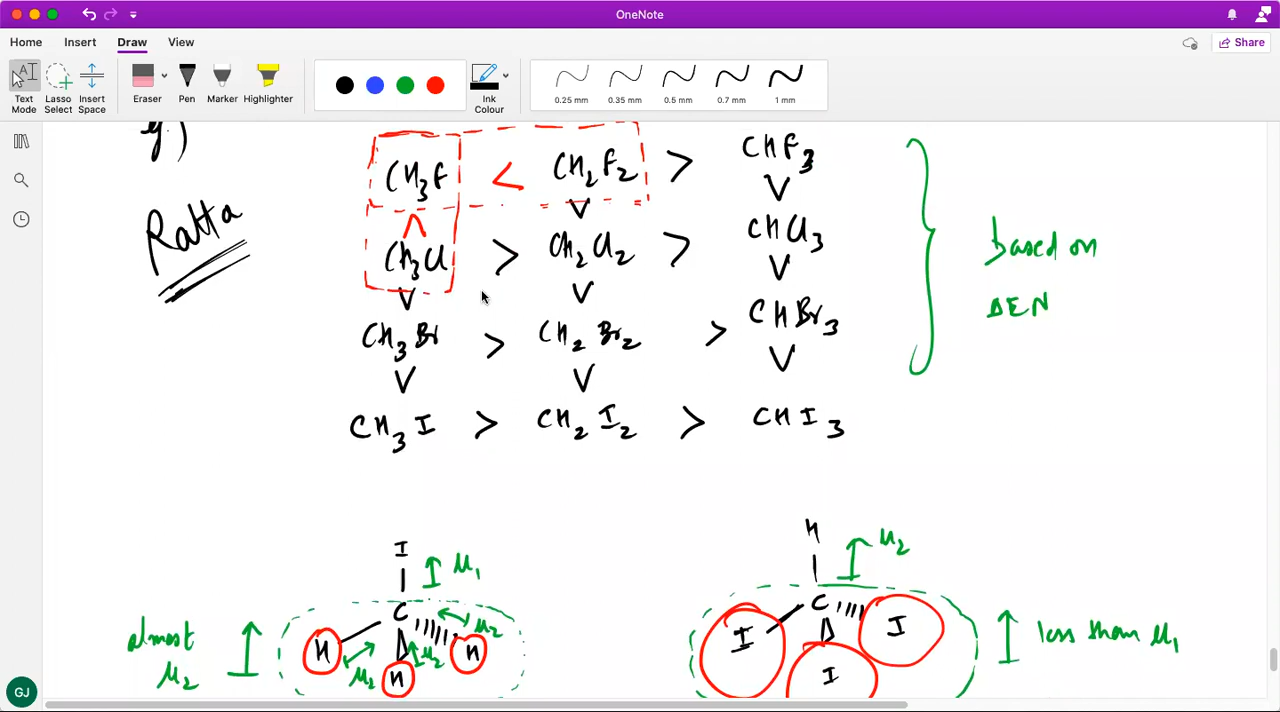 OneNote
Home Insert Draw View
Share
Text Mode
Lasso Select
Insert Space
Eraser
Pen
Marker
Highlighter
Ink Colour
0.25 mm 0.35 mm 0.5 mm 0.7 mm 1 mm
eg.)
Ratta
CH3F < CH2F2 > CHF3
∧ ∨ ∨
CH3Cl > CH2Cl2 > CHCl3
∨ ∨ ∨
CH3Br > CH2Br2 > CHBr3
∨ ∨ ∨
CH3I > CH2I2 > CHI3
based on
ΔEN
I
μ1
C
H H H
μ2 μ2 μ2
almost
μ2
H
μ2
C
I I I
less than μ1
GJ